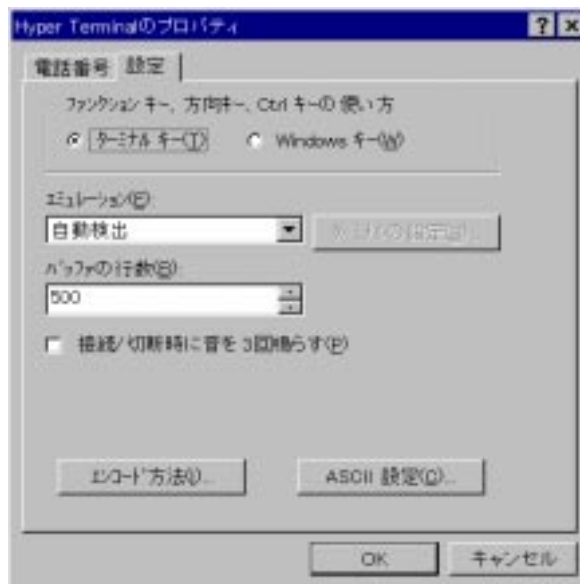 Hyper Terminalのプロパティ
電話番号 設定
ファンクション キー、方向キー、Ctrl キーの 使い方
ターミナル キー(T) Windows キー(W)
エミュレーション(E):
自動検出
バッファの行数(B):
500
接続/切断時に音を 3回鳴らす(P)
エンコード方法(I)...
ASCII 設定(C)...
OK キャンセル